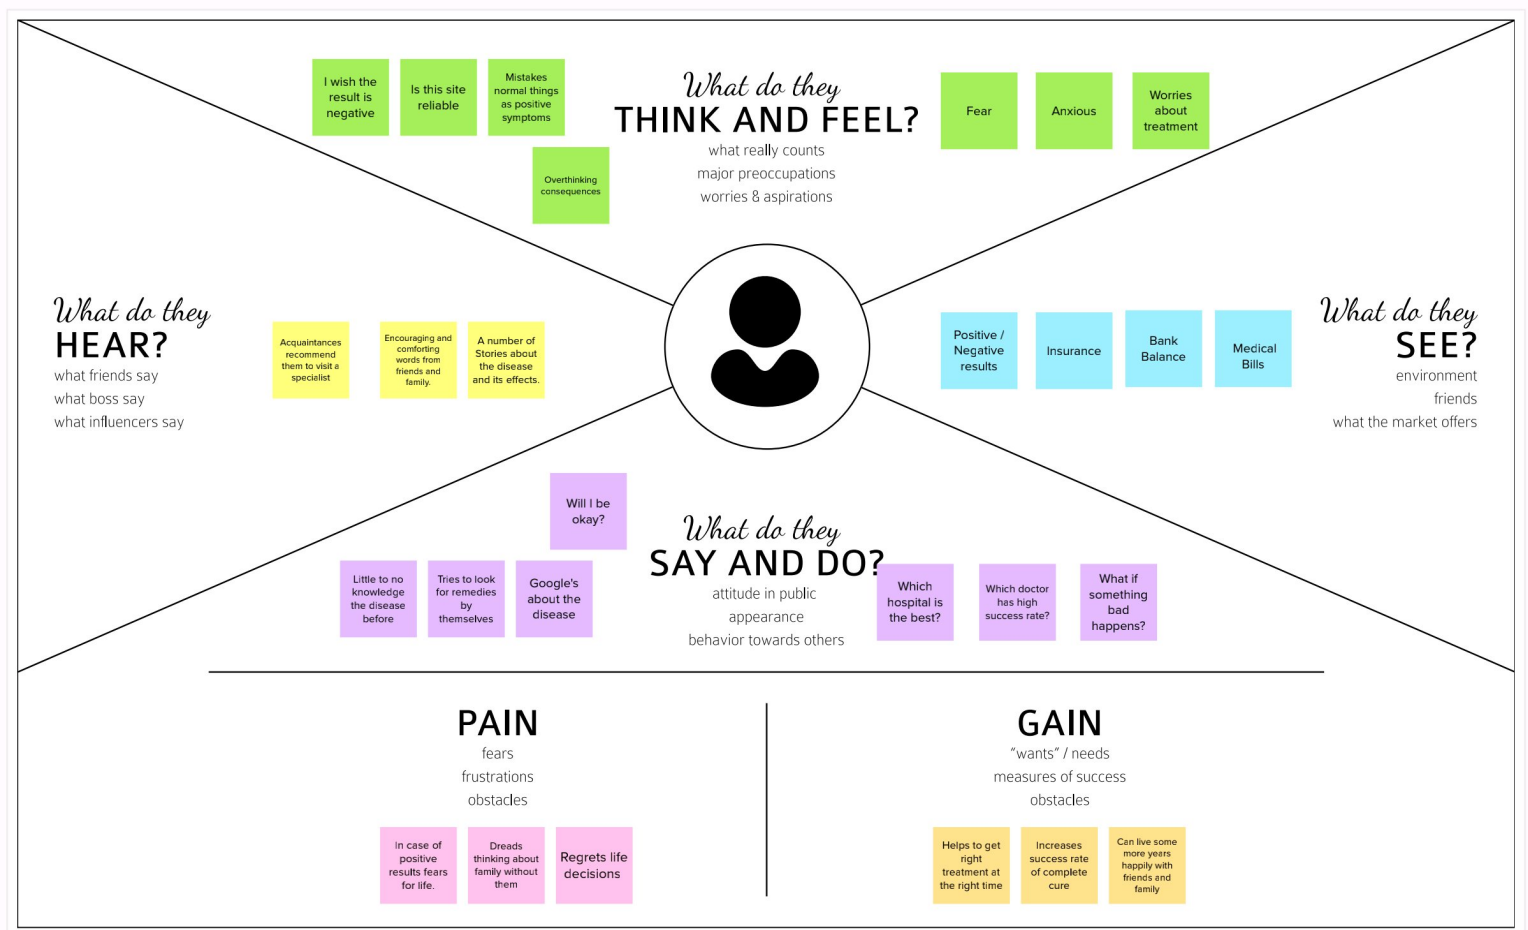 What do they
THINK AND FEEL?
what really counts
major preoccupations
worries & aspirations
I wish the
result is
negative
Is this site
reliable
Mistakes
normal things
as positive
symptoms
Overthinking
consequences
Fear
Anxious
Worries
about
treatment
What do they
HEAR?
what friends say
what boss say
what influencers say
Acquaintances
recommend
them to visit a
specialist
Encouraging and
comforting
words from
friends and
family.
A number of
Stories about
the disease
and its effects.
Positive /
Negative
results
Insurance
Bank
Balance
Medical
Bills
What do they
SEE?
environment
friends
what the market offers
Will I be
okay?
Little to no
knowledge
the disease
before
Tries to look
for remedies
by
themselves
Google's
about the
disease
What do they
SAY AND DO?
attitude in public
appearance
behavior towards others
Which
hospital is
the best?
Which doctor
has high
success rate?
What if
something
bad
happens?
PAIN
fears
frustrations
obstacles
In case of
positive
results fears
for life.
Dreads
thinking about
family without
them
Regrets life
decisions
GAIN
“wants” / needs
measures of success
obstacles
Helps to get
right
treatment at
the right time
Increases
success rate
of complete
cure
Can live some
more years
happily with
friends and
family